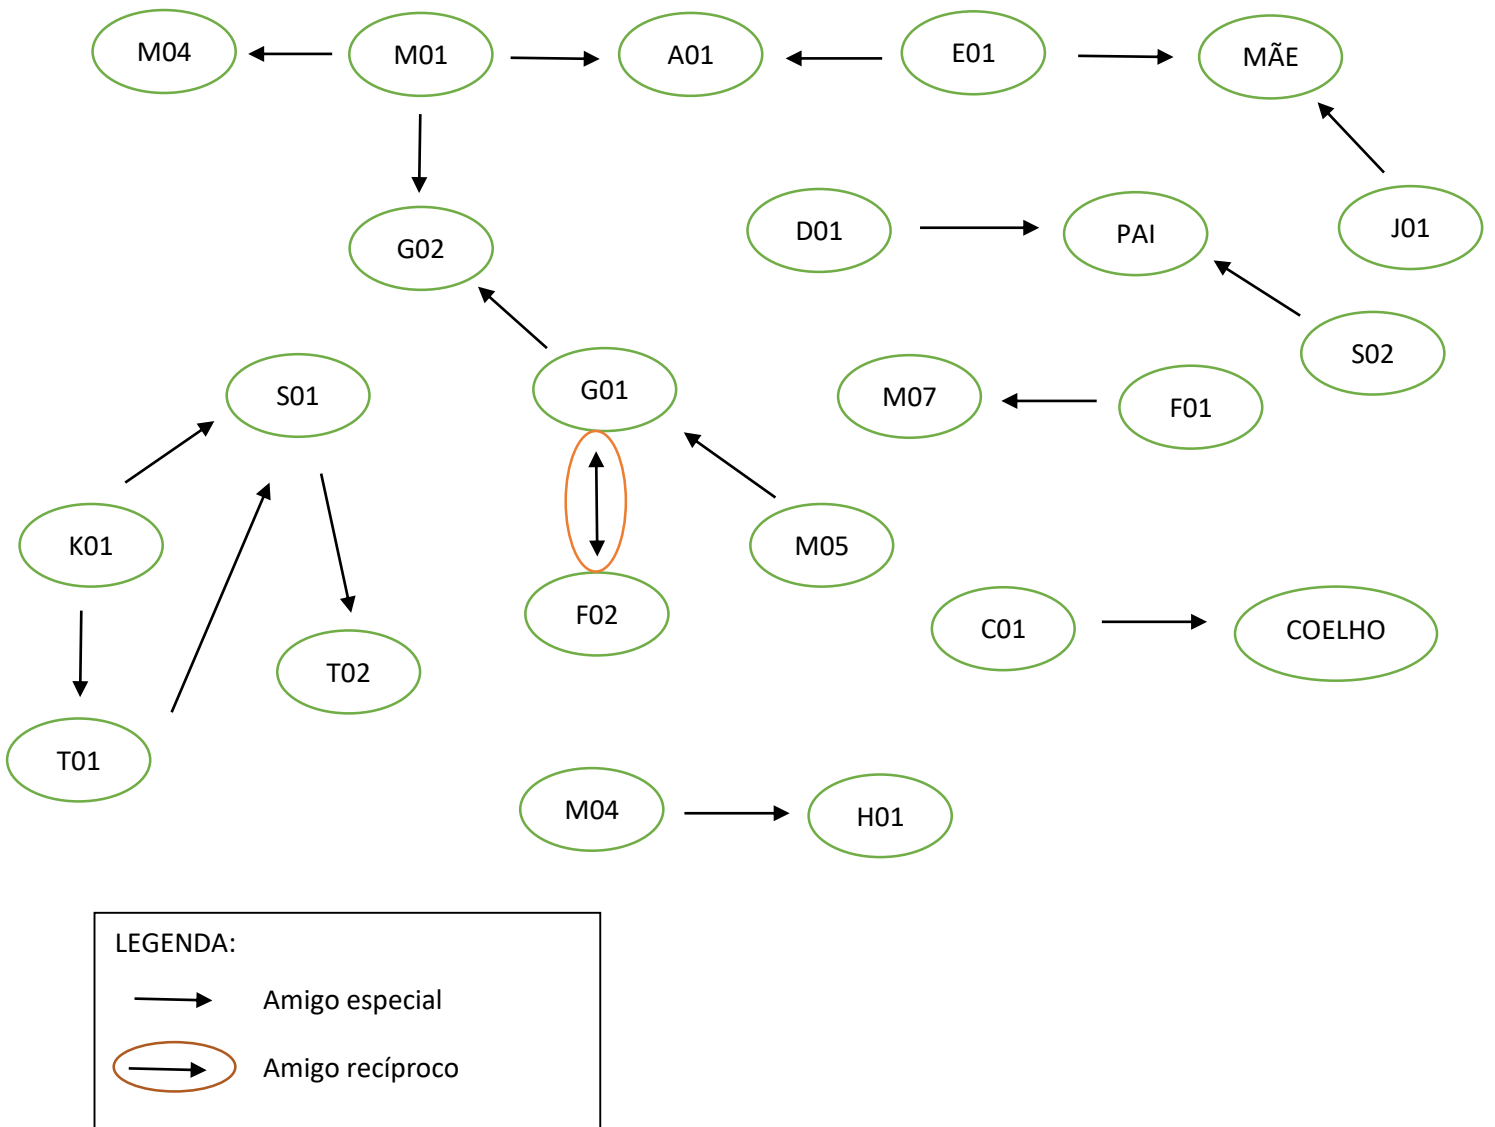 M04
M01
A01
E01
MÃE
G02
D01
PAI
J01
S01
G01
M07
F01
S02
K01
M05
F02
T02
C01
COELHO
T01
M04
H01
LEGENDA:
Amigo especial
Amigo recíproco